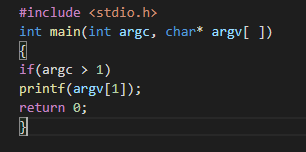 #include <stdio.h>
int main(int argc, char* argv[ ])
{
if(argc > 1)
printf(argv[1]);
return 0;
}